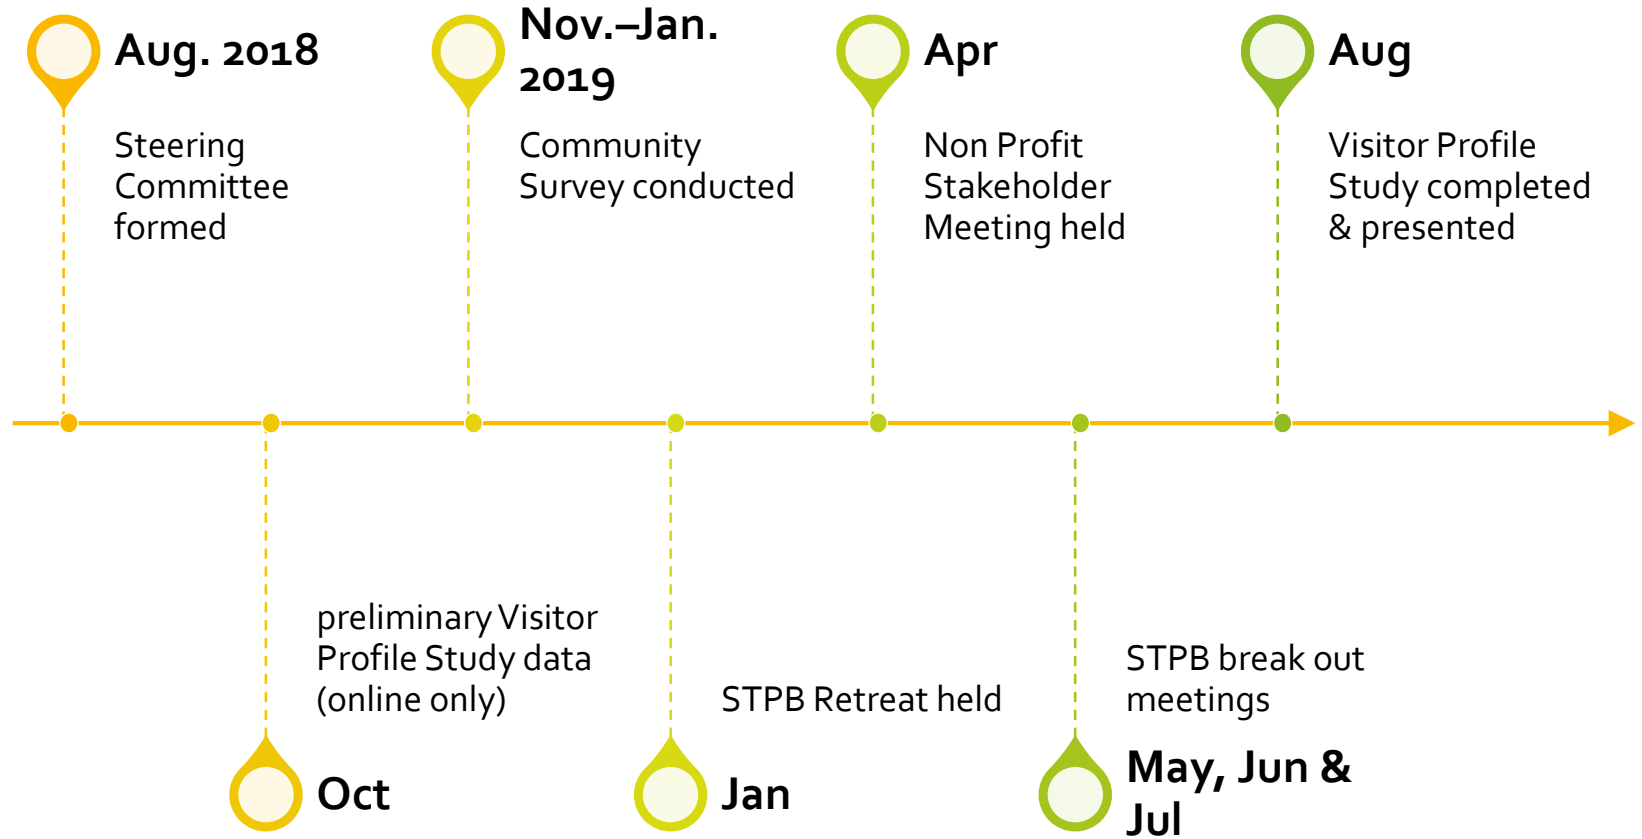 Aug. 2018
Steering
Committee
formed
Oct
preliminary Visitor
Profile Study data
(online only)
Nov.–Jan.
2019
Community
Survey conducted
Jan
STPB Retreat held
Apr
Non Profit
Stakeholder
Meeting held
May, Jun &
Jul
STPB break out
meetings
Aug
Visitor Profile
Study completed
& presented